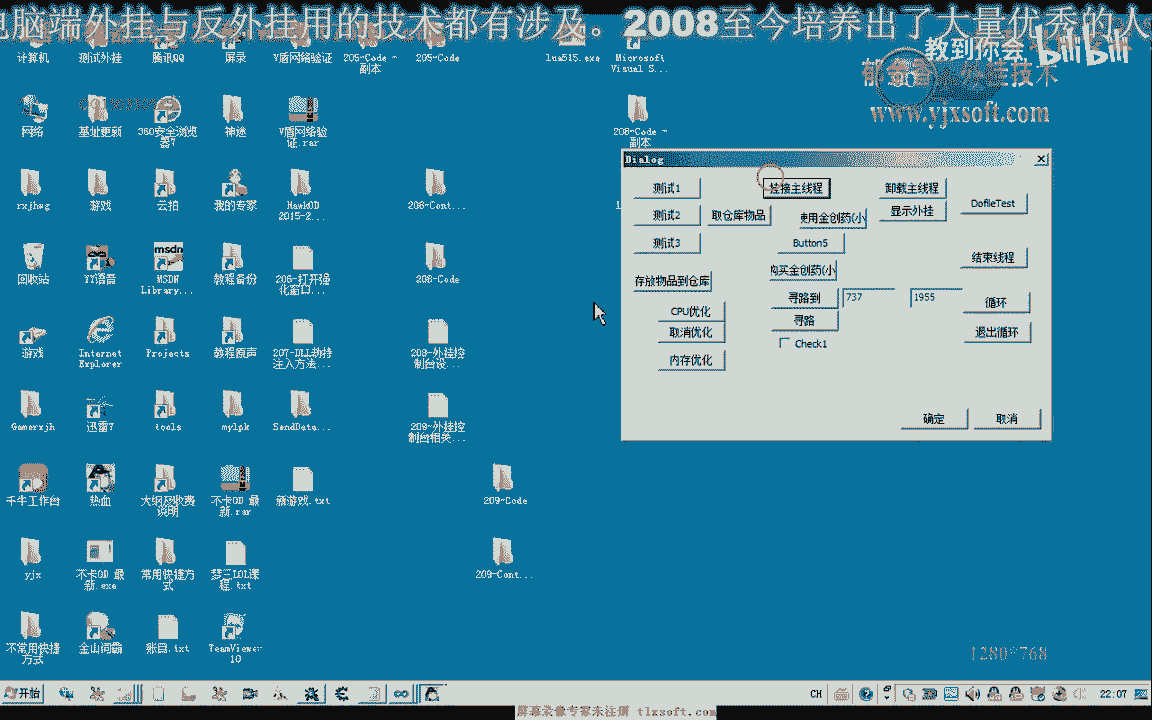 电脑端外挂与反外挂用的技术都有涉及。2008至今培养出了大量优秀的人
教到你会 bilibili
www.yjxsoft.com
计算机
测试外挂
腾讯QQ
屏录
V盾网络验证
205-Code - 副本
205-Code
lua515.exe
Microsoft Visual S...
网络
基址更新
360安全浏览器7
神途
V盾网络验证.rar
208-Code - 副本
rxjhwg
游戏
云拍
我的专家
HawkOD 2015-2...
206-Cont...
回收站
YY语音
MSDN Library...
教程备份
206-打开强化窗口...
206-Code
游戏
Internet Explorer
Projects
教程原声
207-DLL劫持注入方法...
208-外挂控制台设...
Gamerxjh
迅雷7
tools
mylpk
SendData...
209-外挂控制台相关...
千牛工作台
热血
大纲网收费说明
不卡OD 最新.rar
新游戏.txt
209-Code
yjx
不卡OD 最新.exe
常用快捷方式
梦三LOL课程.txt
209-Cont...
不常用快捷方式
金山词霸
账目.txt
TeamViewer 10
Dialog
测试1
挂接主线程
卸载主线程
DofileTest
测试2
取仓库物品
使用金创药(小
显示外挂
测试3
Button5
结束线程
存放物品到仓库
购买金创药(小
CPU优化
寻路到
737
1955
循环
取消优化
寻路
退出循环
内存优化
Check1
确定
取消
1280*768
开始
CH
22:07
屏幕录像专家未注册 tlxsoft.com